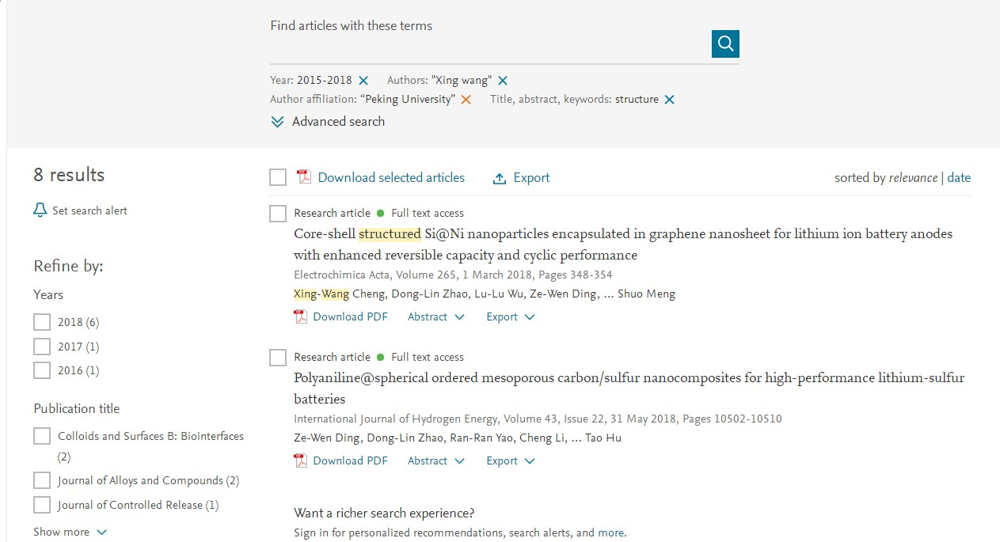 Find articles with these terms
Year: 2015-2018 Authors: "Xing wang"
Author affiliation: “Peking University” Title, abstract, keywords: structure
Advanced search
8 results
Set search alert
Refine by:
Years
2018 (6)
2017 (1)
2016 (1)
Publication title
Colloids and Surfaces B: Biointerfaces
(2)
Journal of Alloys and Compounds (2)
Journal of Controlled Release (1)
Show more
Download selected articles Export sorted by relevance | date
Research article Full text access
Core-shell structured Si@Ni nanoparticles encapsulated in graphene nanosheet for lithium ion battery anodes
with enhanced reversible capacity and cyclic performance
Electrochimica Acta, Volume 265, 1 March 2018, Pages 348-354
Xing-Wang Cheng, Dong-Lin Zhao, Lu-Lu Wu, Ze-Wen Ding, ... Shuo Meng
Download PDF Abstract Export
Research article Full text access
Polyaniline@spherical ordered mesoporous carbon/sulfur nanocomposites for high-performance lithium-sulfur
batteries
International Journal of Hydrogen Energy, Volume 43, Issue 22, 31 May 2018, Pages 10502-10510
Ze-Wen Ding, Dong-Lin Zhao, Ran-Ran Yao, Cheng Li, ... Tao Hu
Download PDF Abstract Export
Want a richer search experience?
Sign in for personalized recommendations, search alerts, and more.